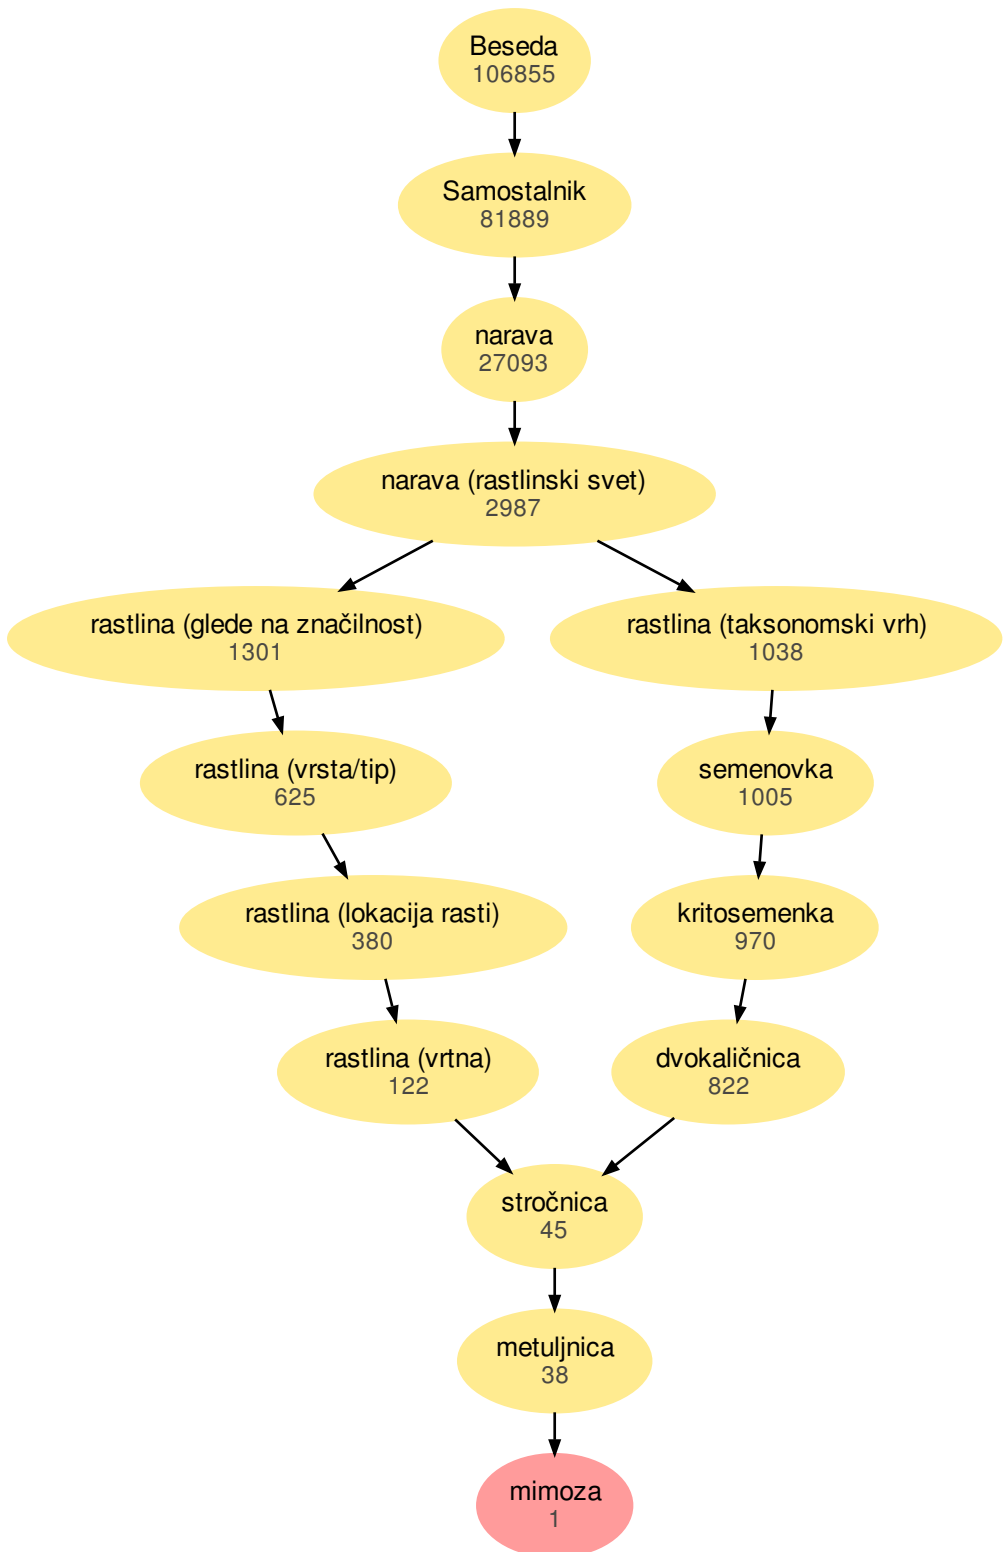 Beseda
106855
Samostalnik
81889
narava
27093
narava (rastlinski svet)
2987
rastlina (glede na značilnost)
1301
rastlina (taksonomski vrh)
1038
rastlina (vrsta/tip)
625
semenovka
1005
rastlina (lokacija rasti)
380
kritosemenka
970
rastlina (vrtna)
122
dvokaličnica
822
stročnica
45
metuljnica
38
mimoza
1